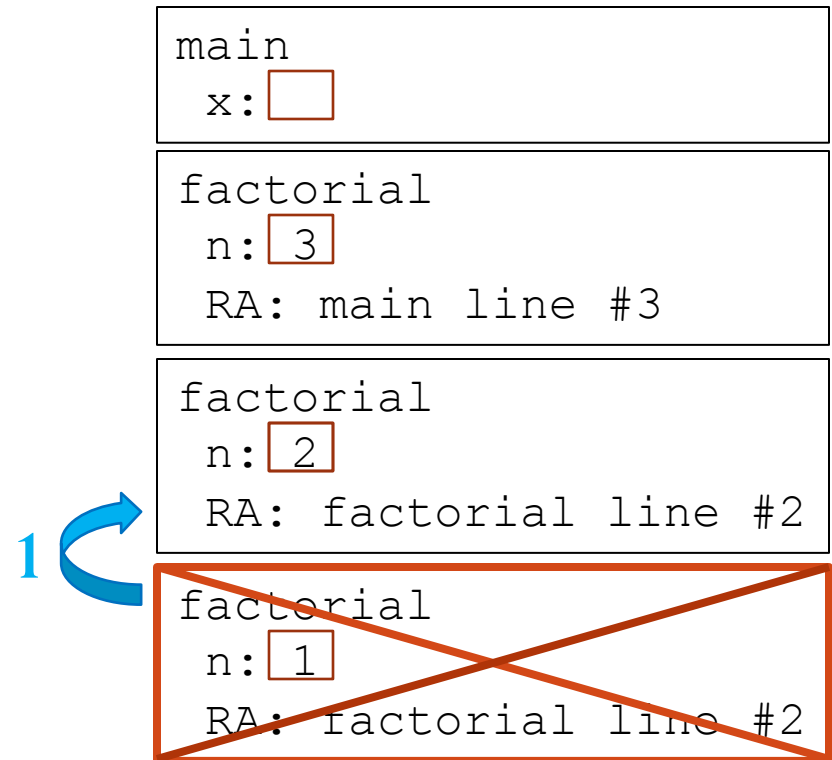 main
x:
factorial
n: 3
RA: main line #3
factorial
n: 2
RA: factorial line #2
1
factorial
n: 1
RA: factorial line #2